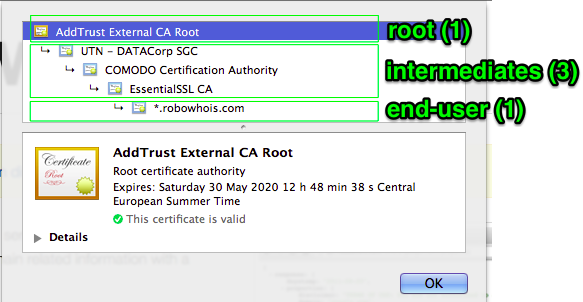 AddTrust External CA Root
root (1)
UTN - DATACorp SGC
COMODO Certification Authority
intermediates (3)
EssentialSSL CA
*.robowhois.com
end-user (1)
Certificate
Root
AddTrust External CA Root
Root certificate authority
Expires: Saturday 30 May 2020 12 h 48 min 38 s Central
European Summer Time
This certificate is valid
Details
OK